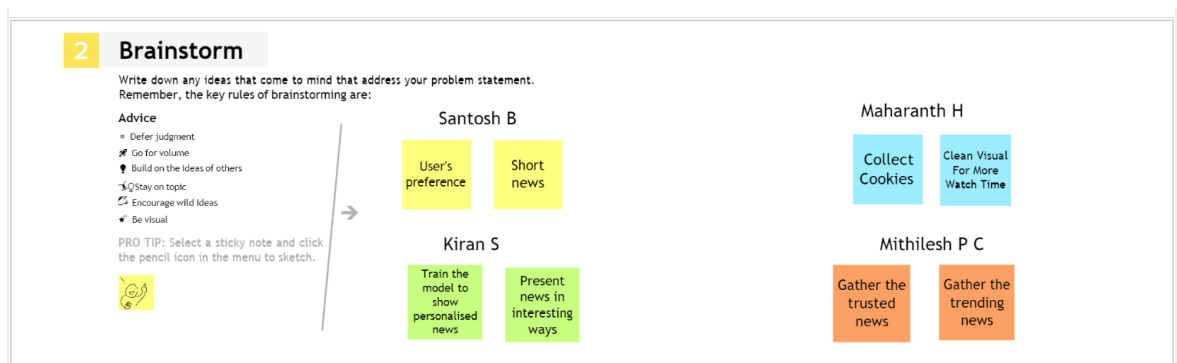 2 Brainstorm
Write down any ideas that come to mind that address your problem statement.
Remember, the key rules of brainstorming are:
Advice
Defer judgment
Go for volume
Build on the ideas of others
Stay on topic
Encourage wild ideas
Be visual
PRO TIP: Select a sticky note and click
the pencil icon in the menu to sketch.
Santosh B
User's
preference
Short
news
Maharanth H
Collect
Cookies
Clean Visual
For More
Watch Time
Kiran S
Train the
model to
show
personalised
news
Present
news in
interesting
ways
Mithilesh P C
Gather the
trusted
news
Gather the
trending
news